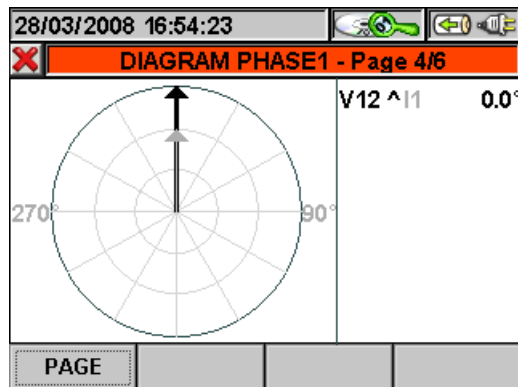 28/03/2008 16:54:23
DIAGRAM PHASE1 - Page 4/6
V12 ^ I1 0.0°
270° 90°
PAGE